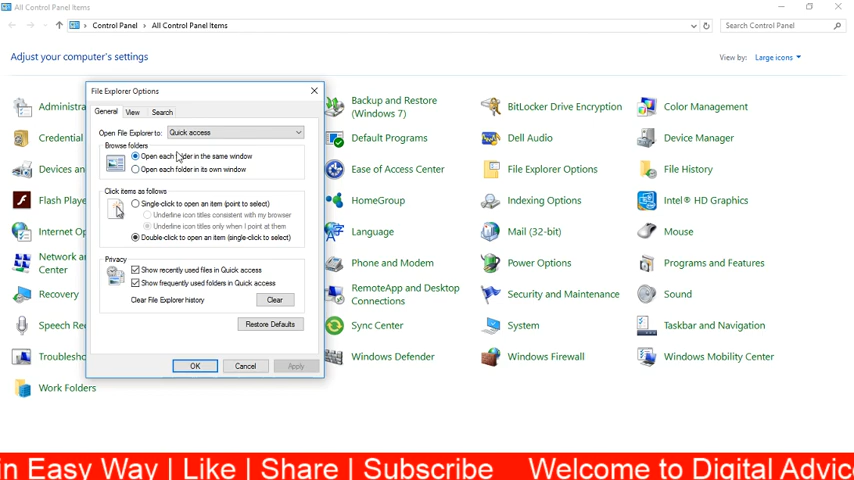 All Control Panel Items
Control Panel > All Control Panel Items
Search Control Panel
Adjust your computer's settings
View by: Large icons
File Explorer Options
General View Search
Open File Explorer to: Quick access
Browse folders
Open each folder in the same window
Open each folder in its own window
Click items as follows
Single-click to open an item (point to select)
Underline icon titles consistent with my browser
Underline icon titles only when I point at them
Double-click to open an item (single-click to select)
Privacy
Show recently used files in Quick access
Show frequently used folders in Quick access
Clear File Explorer history
Clear
Restore Defaults
OK Cancel Apply
Administra
Credential
Devices an
Flash Playe
Internet Op
Network an
Center
Recovery
Speech Re
Troublesho
Work Folders
Backup and Restore
(Windows 7)
Default Programs
Ease of Access Center
HomeGroup
Language
Phone and Modem
RemoteApp and Desktop
Connections
Sync Center
Windows Defender
BitLocker Drive Encryption
Dell Audio
File Explorer Options
Indexing Options
Mail (32-bit)
Power Options
Security and Maintenance
System
Windows Firewall
Color Management
Device Manager
File History
Intel® HD Graphics
Mouse
Programs and Features
Sound
Taskbar and Navigation
Windows Mobility Center
in Easy Way | Like | Share | Subscribe Welcome to Digital Advic